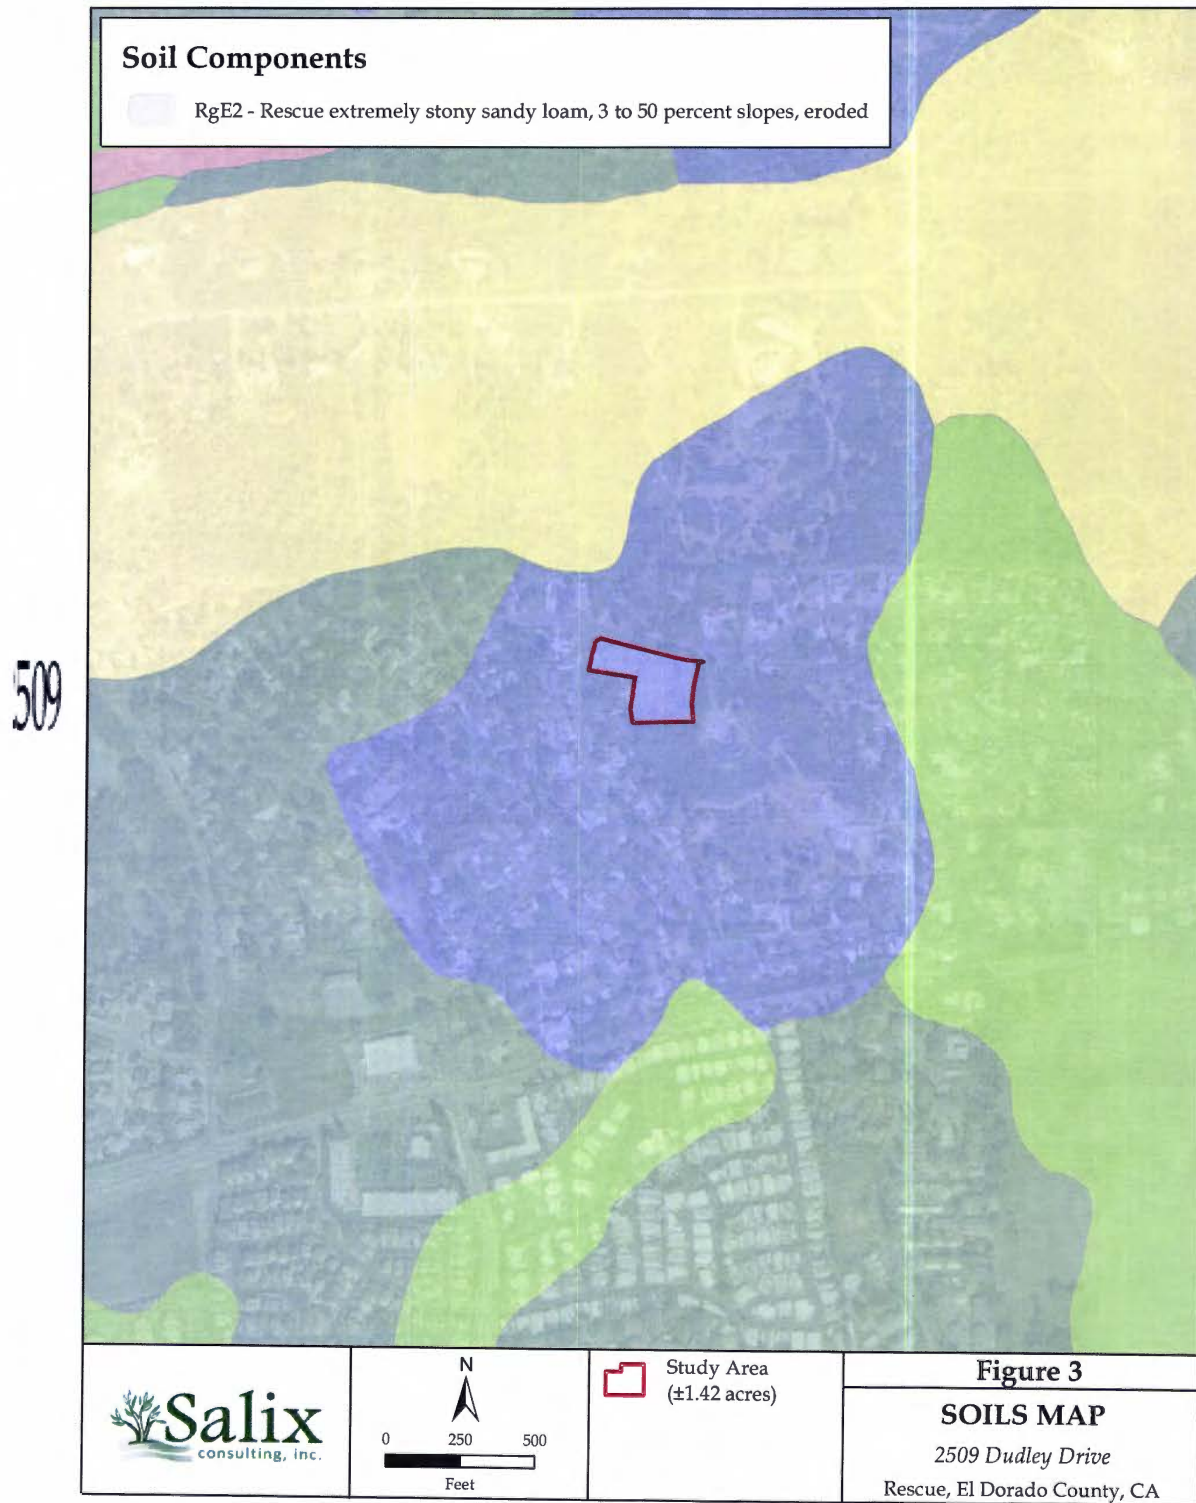 Soil Components
RgE2 - Rescue extremely stony sandy loam, 3 to 50 percent slopes, eroded
509
Salix
consulting, inc.
N
0 250 500
Feet
Study Area
(±1.42 acres)
Figure 3
SOILS MAP
2509 Dudley Drive
Rescue, El Dorado County, CA